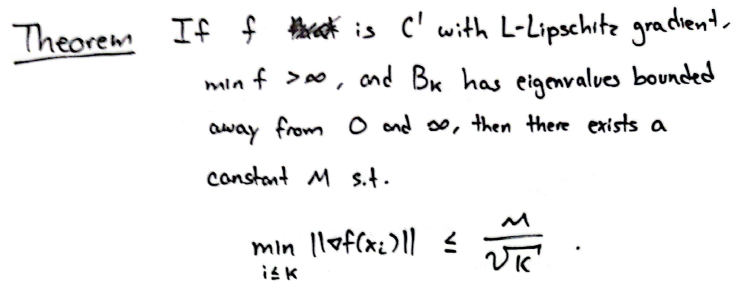 Theorem If f is C' with L-Lipschitz gradient,
min f > ∞, and B_K has eigenvalues bounded
away from 0 and ∞, then there exists a
constant M s.t.
min_{i≤K} ||∇f(x_i)|| ≤ M/√K .